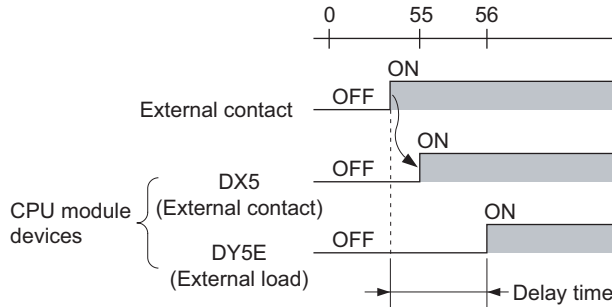 0 55 56
ON
OFF
External contact
ON
OFF
DX5
(External contact)
CPU module
devices
ON
OFF
DY5E
(External load)
Delay time